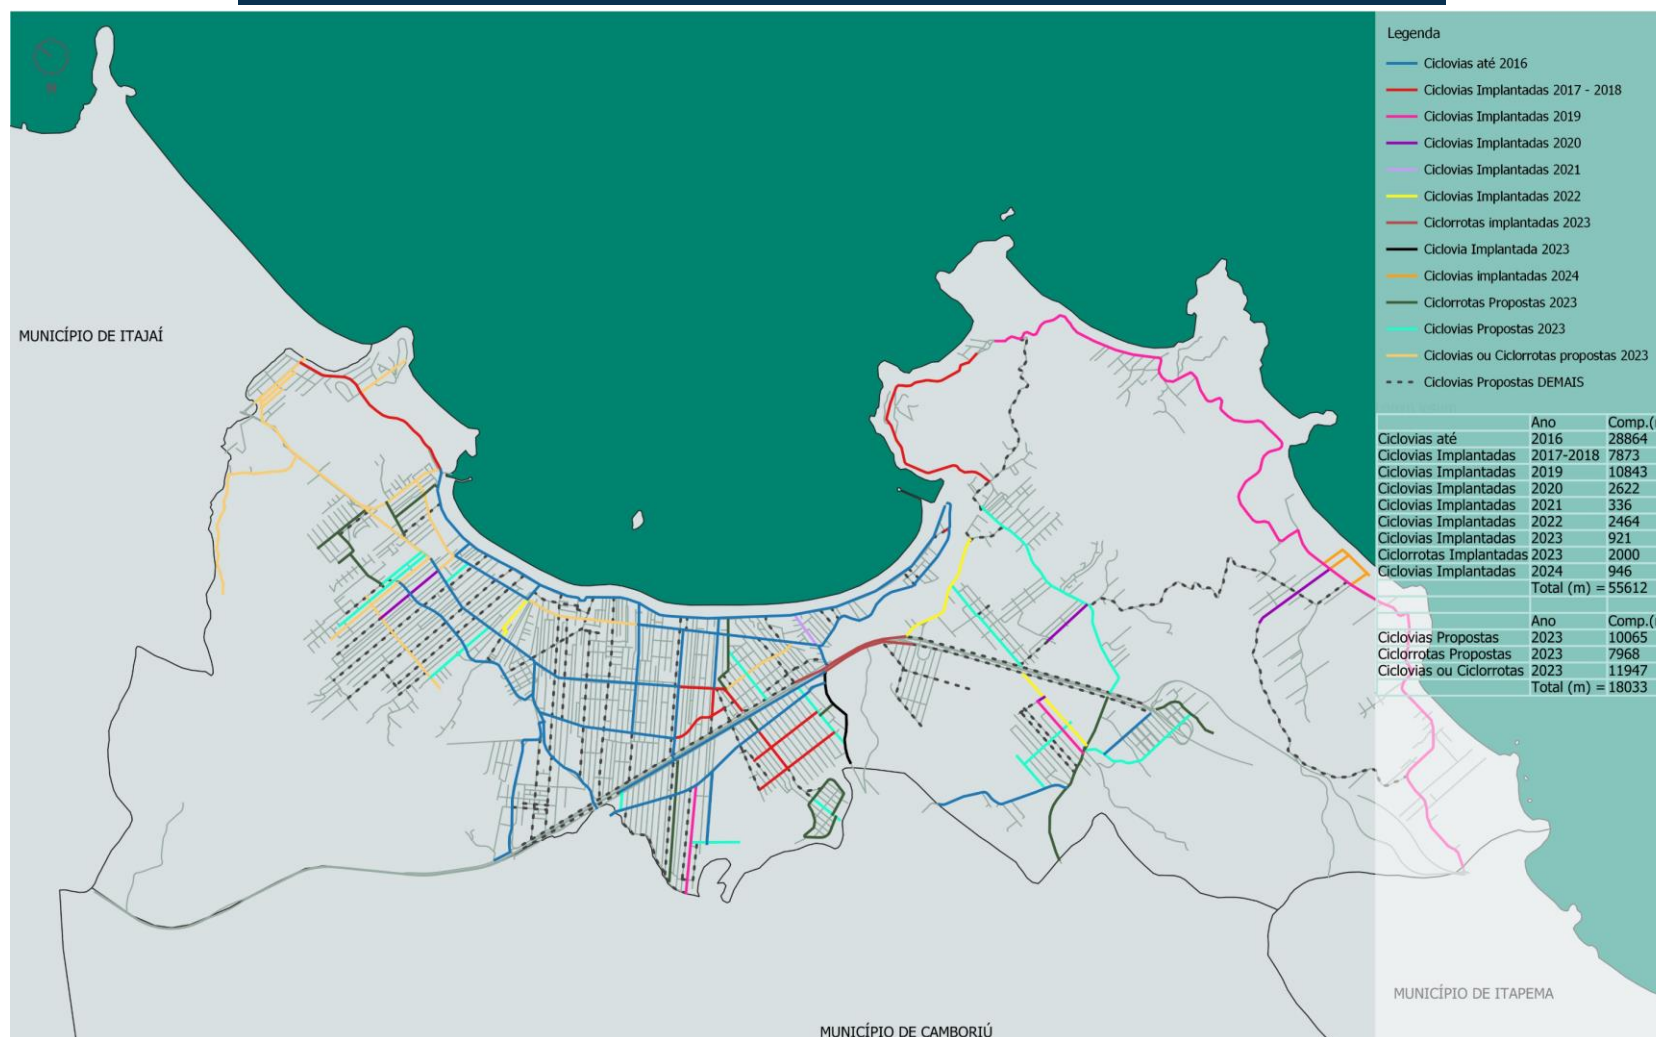 Legenda
Ciclovias até 2016
Ciclovias Implantadas 2017 - 2018
Ciclovias Implantadas 2019
Ciclovias Implantadas 2020
Ciclovias Implantadas 2021
Ciclovias Implantadas 2022
Ciclorrotas implantadas 2023
Ciclovia Implantada 2023
Ciclovias implantadas 2024
Ciclorrotas Propostas 2023
Ciclovias Propostas 2023
Ciclovias ou Ciclorrotas propostas 2023
Ciclovias Propostas DEMAIS
MUNICÍPIO DE ITAJAÍ
Ano Comp.(
Ciclovias até 2016 28864
Ciclovias Implantadas 2017-2018 7873
Ciclovias Implantadas 2019 10843
Ciclovias Implantadas 2020 2622
Ciclovias Implantadas 2021 336
Ciclovias Implantadas 2022 2464
Ciclovias Implantadas 2023 921
Ciclorrotas Implantadas 2023 2000
Ciclovias Implantadas 2024 946
Total (m) = 55612
Ano Comp.(
Ciclovias Propostas 2023 10065
Ciclorrotas Propostas 2023 7968
Ciclovias ou Ciclorrotas 2023 11947
Total (m) = 18033
MUNICÍPIO DE ITAPEMA
MUNICÍPIO DE CAMBORIÚ